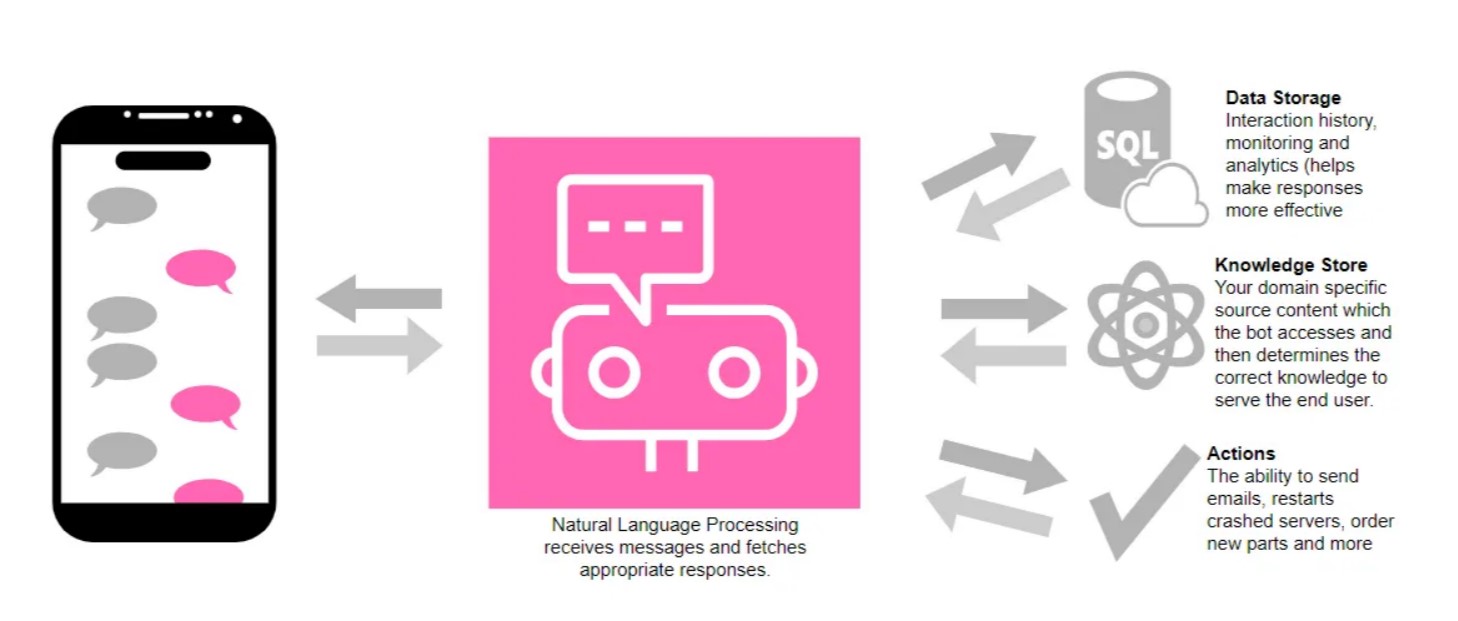 SQL
Data Storage
Interaction history,
monitoring and
analytics (helps
make responses
more effective
Knowledge Store
Your domain specific
source content which
the bot accesses and
then determines the
correct knowledge to
serve the end user.
Actions
The ability to send
emails, restarts
crashed servers, order
new parts and more
Natural Language Processing
receives messages and fetches
appropriate responses.